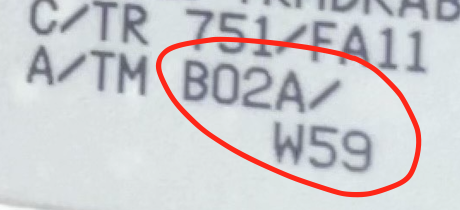 C/TR 751/FA11
A/TM B02A/
W59